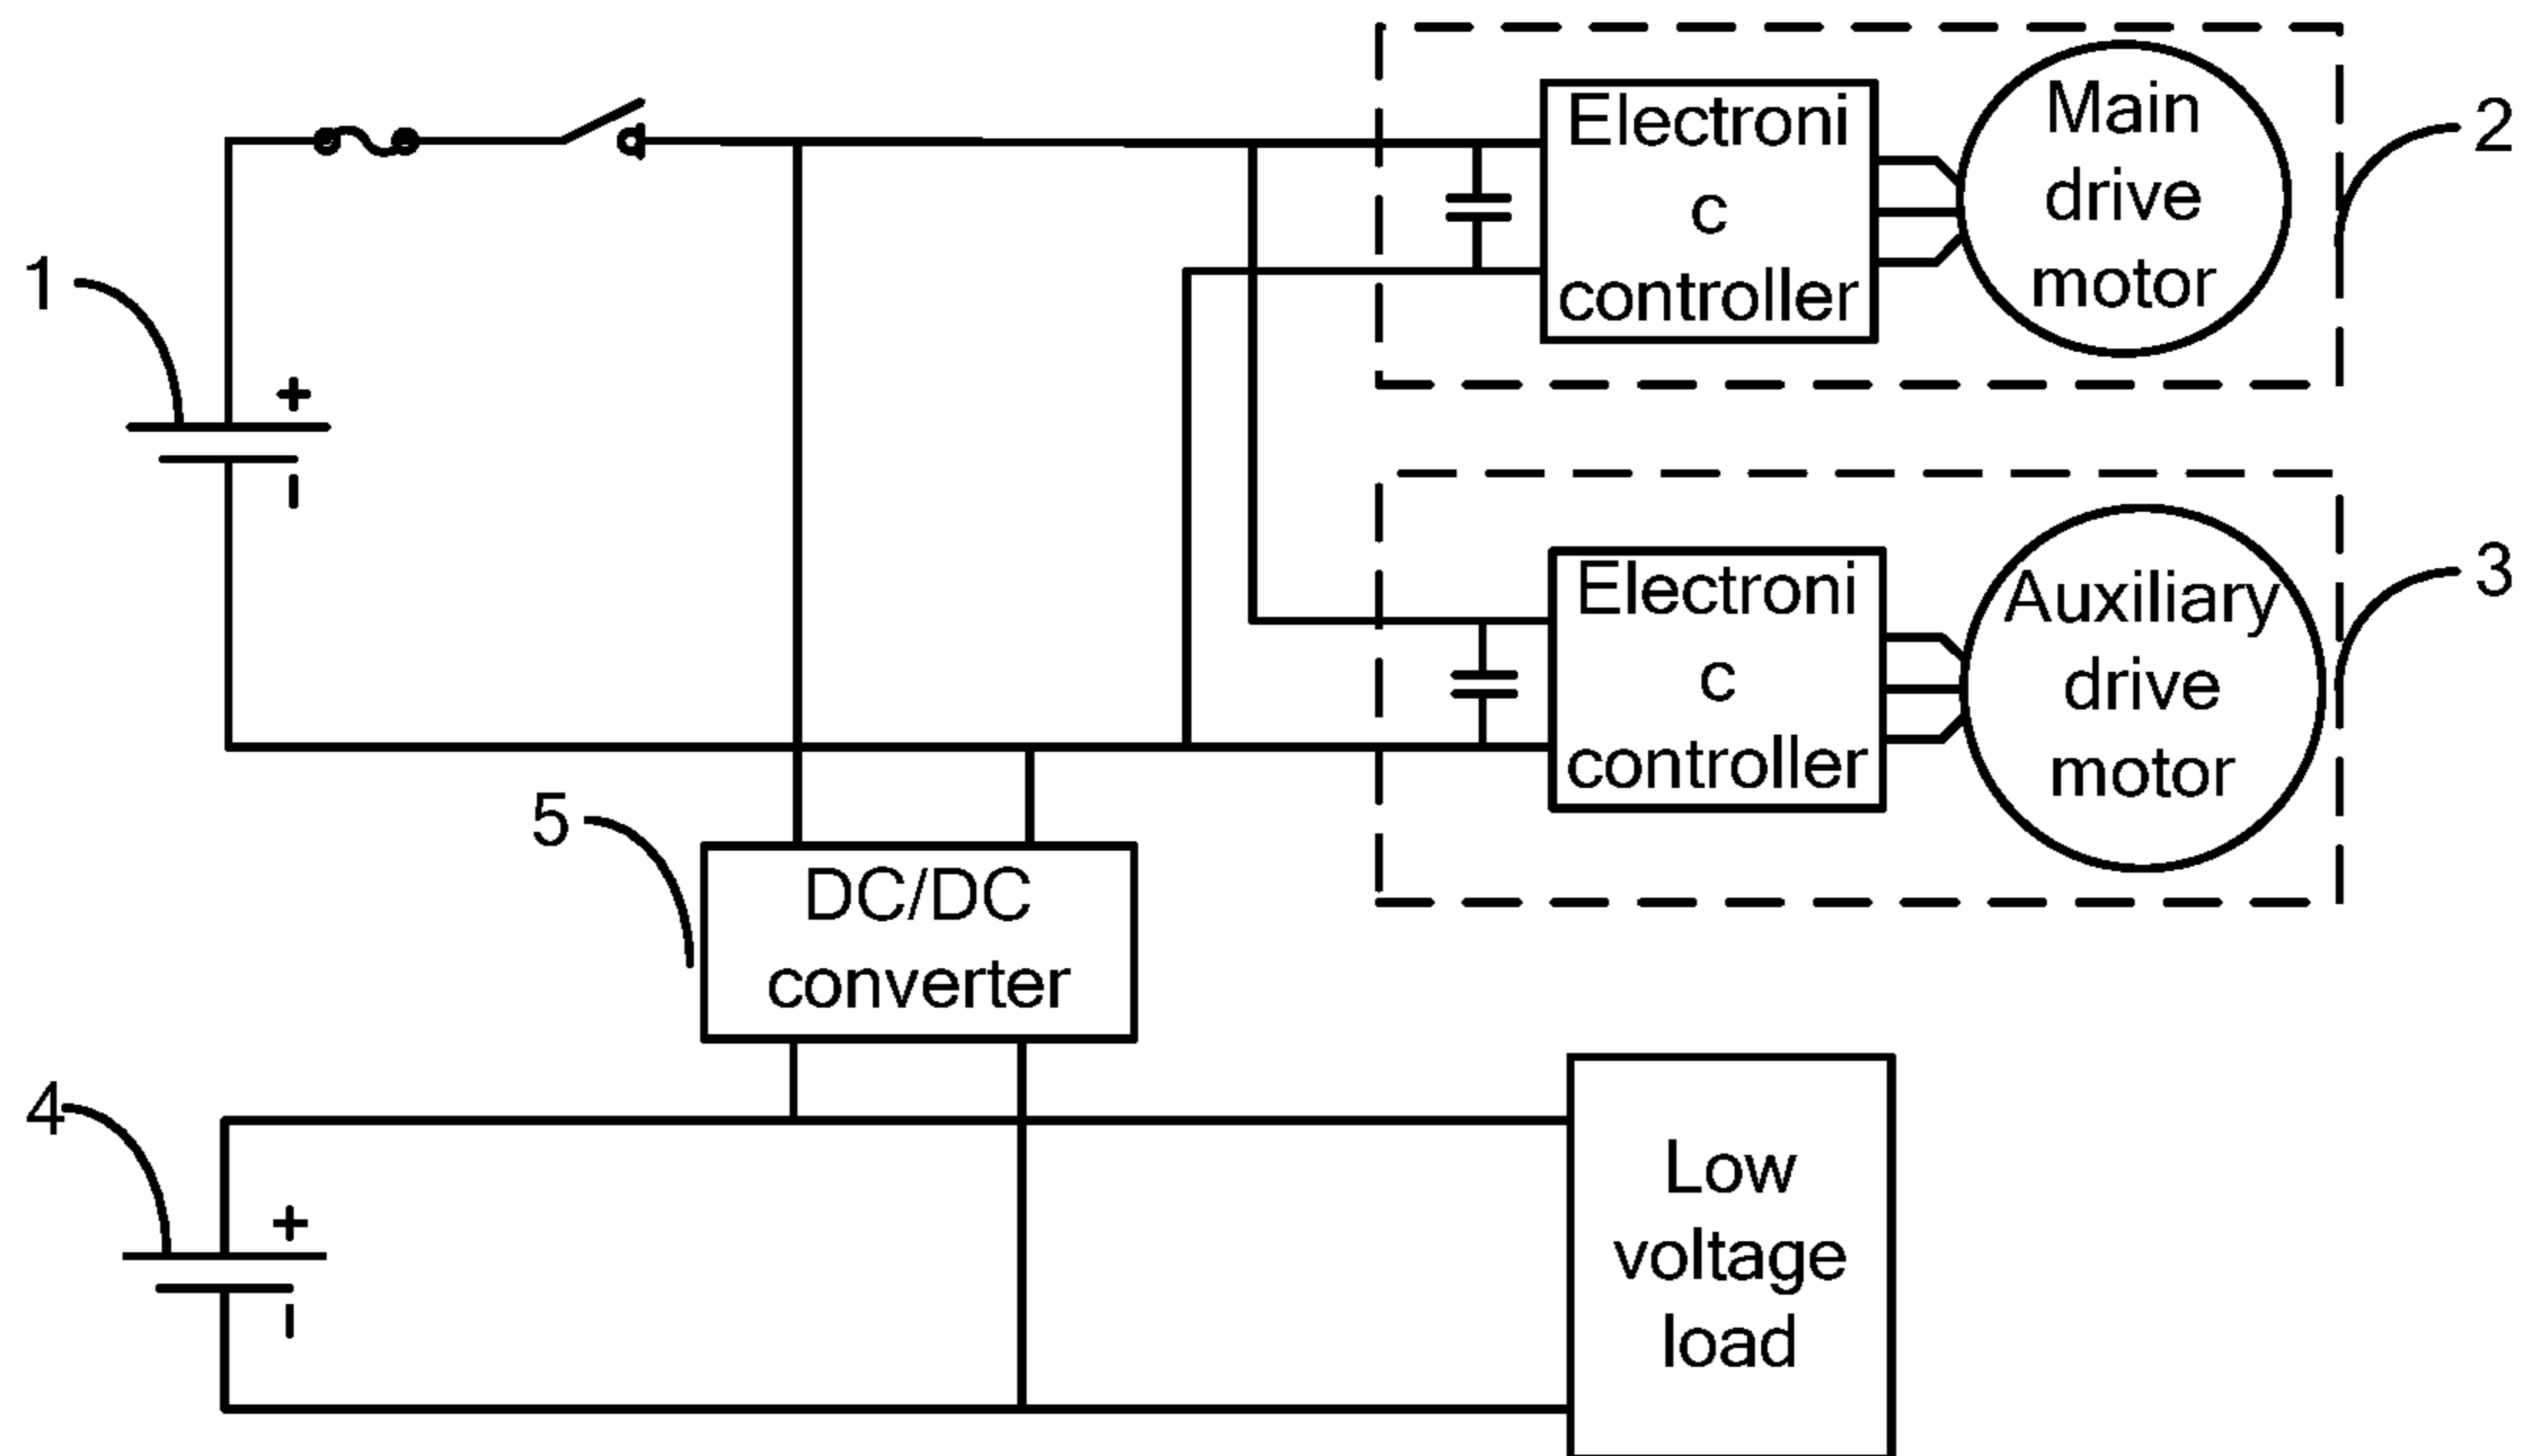 Electroni
c
controller
Main
drive
motor
2
1
+
-
Electroni
c
controller
Auxiliary
drive
motor
3
5
DC/DC
converter
4
+
-
Low
voltage
load